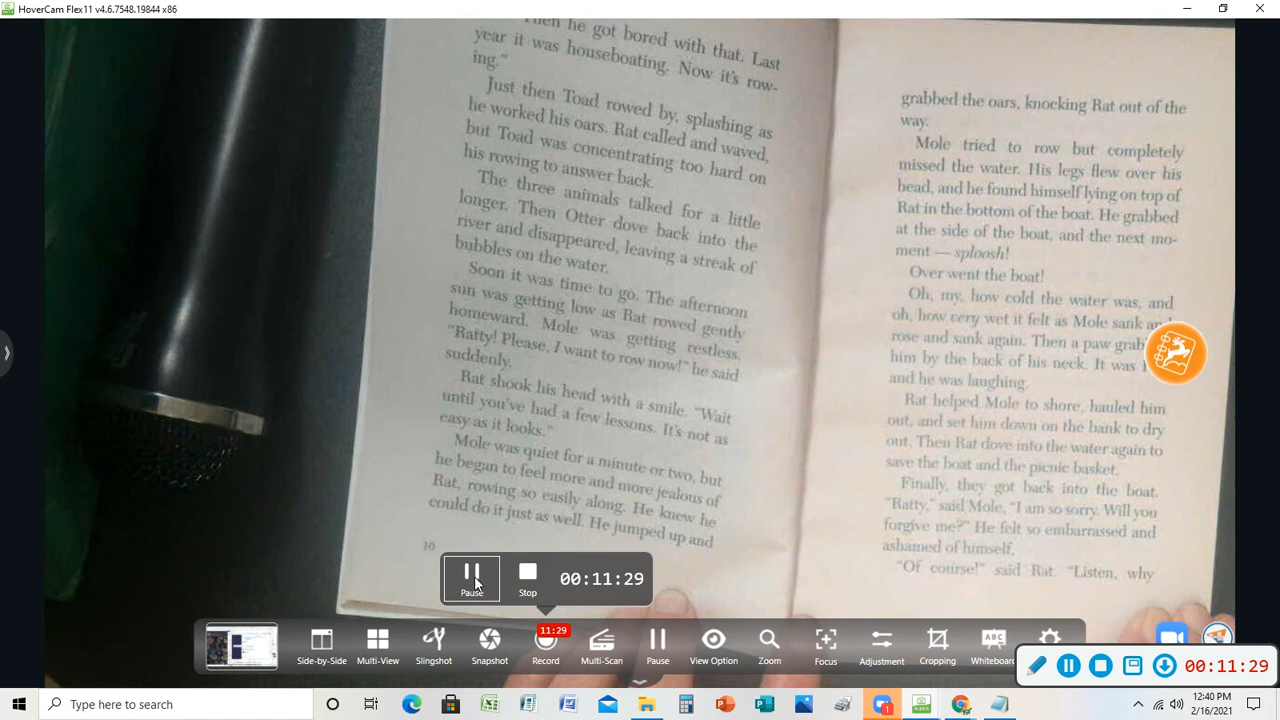 HoverCam Flex11 v4.6.7548.19844 x86
Then he got bored with that. Last
year it was houseboating. Now it's row-
ing."
Just then Toad rowed by, splashing as
he worked his oars. Rat called and waved,
but Toad was concentrating too hard on
his rowing to answer back.
The three animals talked for a little
longer. Then Otter dove back into the
river and disappeared, leaving a streak of
bubbles on the water.
Soon it was time to go. The afternoon
sun was getting low as Rat rowed gently
homeward. Mole was getting restless.
"Ratty! Please, I want to row now!" he said
suddenly.
Rat shook his head with a smile. "Wait
until you've had a few lessons. It's not as
easy as it looks."
Mole was quiet for a minute or two, but
he began to feel more and more jealous of
Rat, rowing so easily along. He knew he
could do it just as well. He jumped up and
10
grabbed the oars, knocking Rat out of the
way.
Mole tried to row but completely
missed the water. His legs flew over his
head, and he found himself lying on top of
Rat in the bottom of the boat. He grabbed
at the side of the boat, and the next mo-
ment — sploosh!
Over went the boat!
Oh, my, how cold the water was, and
oh, how very wet it felt as Mole sank and
rose and sank again. Then a paw
him by the back of his neck. It was
and he was laughing.
Rat helped Mole to shore, hauled him
out, and set him down on the bank to dry
out. Then Rat dove into the water again to
save the boat and the picnic basket.
Finally, they got back into the boat.
"Ratty," said Mole, "I am so sorry. Will you
forgive me?" He felt so embarrassed and
ashamed of himself.
"Of course!" said Rat. "Listen, why
Pause
Stop
00:11:29
11:29
Side-by-Side
Multi-View
Slingshot
Snapshot
Record
Multi-Scan
Pause
View Option
Zoom
Focus
Adjustment
Cropping
ABC
Whiteboard
00:11:29
Type here to search
1
12:40 PM
2/16/2021